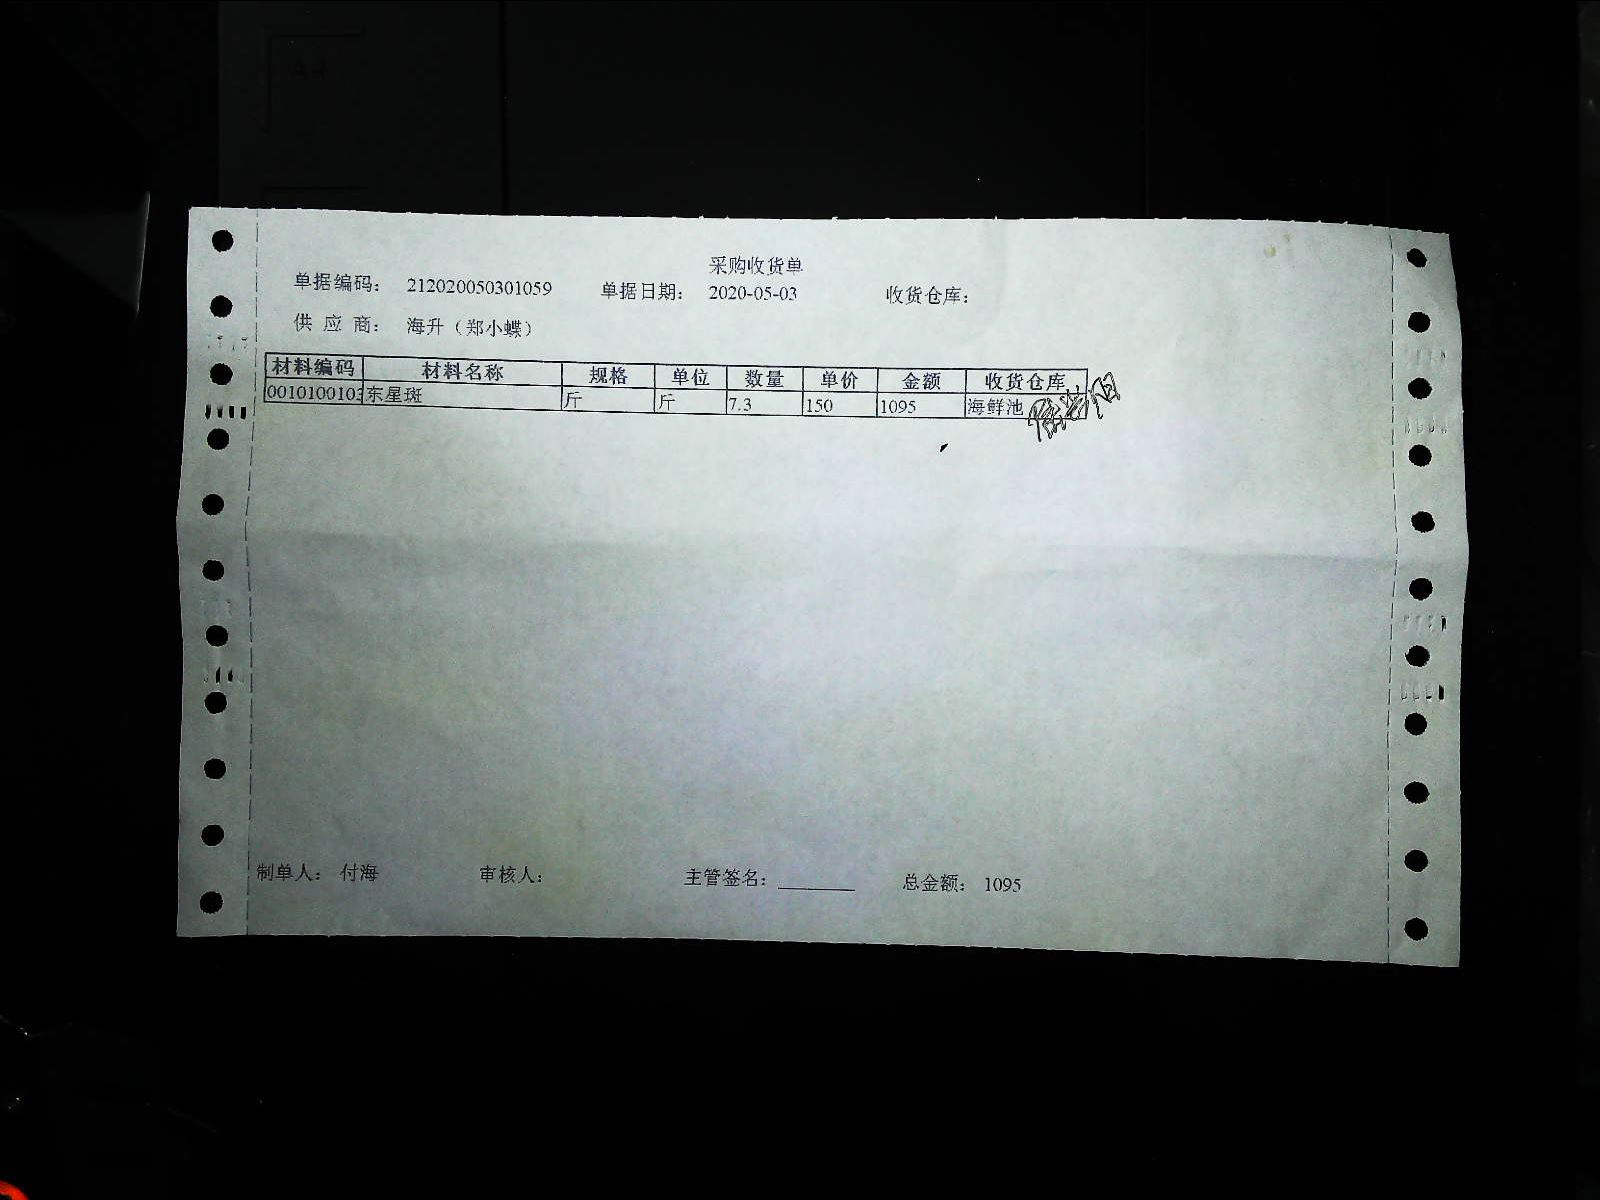 采购收货单
单据编码： 212020050301059 单据日期： 2020-05-03 收货仓库：
供 应 商： 海升（郑小蝶）
材料编码 材料名称 规格 单位 数量 单价 金额 收货仓库
0010100103 东星斑 斤 斤 7.3 150 1095 海鲜池
制单人： 付海 审核人： 主管签名：_______ 总金额： 1095